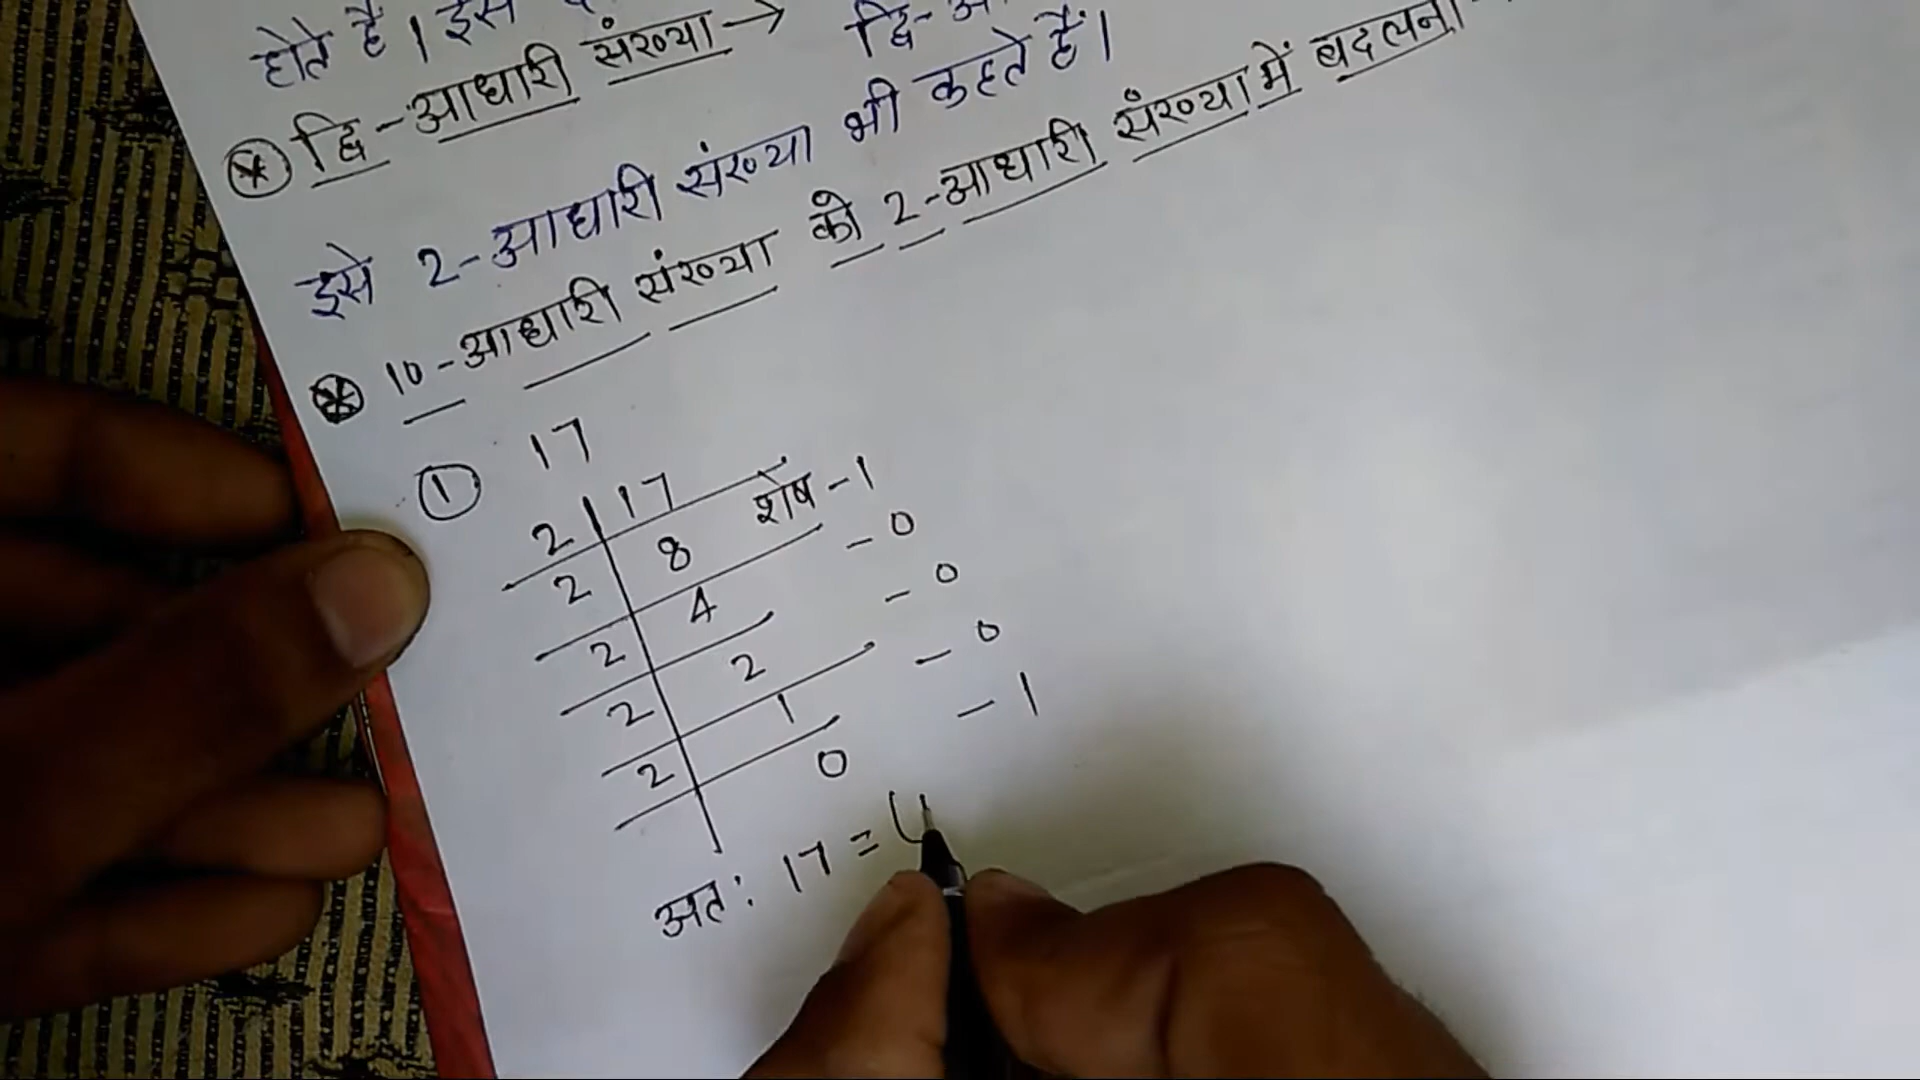 होते हैं। इसे
द्वि-आधारी संख्या→ द्वि-
इसे 2-आधारी संख्या भी कहते हैं।
10-आधारी संख्या को 2-आधारी संख्या में बदलना
① 17
2 | 17
2 | 8 शेष -1
2 | 4 -0
2 | 2 -0
2 | 1 -0
0 -1
अतः 17 = (1